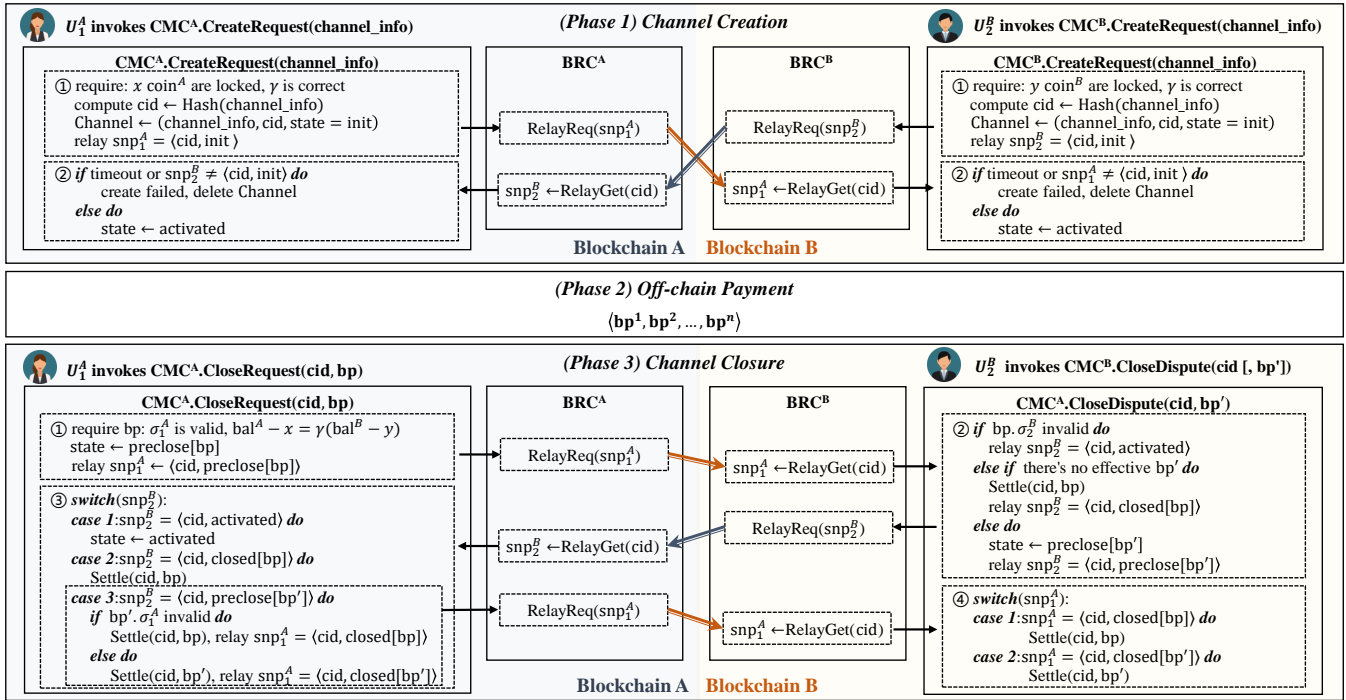 (Phase 1) Channel Creation
U₁ᴬ invokes CMCᴬ.CreateRequest(channel_info)
U₂ᴮ invokes CMCᴮ.CreateRequest(channel_info)
CMCᴬ.CreateRequest(channel_info)
① require: x coinᴬ are locked, γ is correct
compute cid ← Hash(channel_info)
Channel ← (channel_info, cid, state = init)
relay snp₁ᴬ = ⟨cid, init ⟩
② if timeout or snp₂ᴮ ≠ ⟨cid, init⟩ do
create failed, delete Channel
else do
state ← activated
BRCᴬ
RelayReq(snp₁ᴬ)
snp₂ᴮ ←RelayGet(cid)
BRCᴮ
RelayReq(snp₂ᴮ)
snp₁ᴬ ←RelayGet(cid)
CMCᴮ.CreateRequest(channel_info)
① require: y coinᴮ are locked, γ is correct
compute cid ← Hash(channel_info)
Channel ← (channel_info, cid, state = init)
relay snp₂ᴮ = ⟨cid, init ⟩
② if timeout or snp₁ᴬ ≠ ⟨cid, init ⟩ do
create failed, delete Channel
else do
state ← activated
Blockchain A
Blockchain B
(Phase 2) Off-chain Payment
⟨bp¹, bp², … , bpⁿ⟩
(Phase 3) Channel Closure
U₁ᴬ invokes CMCᴬ.CloseRequest(cid, bp)
U₂ᴮ invokes CMCᴮ.CloseDispute(cid [, bp'])
CMCᴬ.CloseRequest(cid, bp)
① require bp: σ₁ᴬ is valid, balᴬ − x = γ(balᴮ − y)
state ← preclose[bp]
relay snp₁ᴬ ← ⟨cid, preclose[bp]⟩
③ switch(snp₂ᴮ):
case 1:snp₂ᴮ = ⟨cid, activated⟩ do
state ← activated
case 2:snp₂ᴮ = ⟨cid, closed[bp]⟩ do
Settle(cid, bp)
case 3:snp₂ᴮ = ⟨cid, preclose[bp′]⟩ do
if bp′. σ₁ᴬ invalid do
Settle(cid, bp), relay snp₁ᴬ = ⟨cid, closed[bp]⟩
else do
Settle(cid, bp′), relay snp₁ᴬ = ⟨cid, closed[bp′]⟩
BRCᴬ
RelayReq(snp₁ᴬ)
snp₂ᴮ ←RelayGet(cid)
RelayReq(snp₁ᴬ)
BRCᴮ
snp₁ᴬ ←RelayGet(cid)
RelayReq(snp₂ᴮ)
snp₁ᴬ ←RelayGet(cid)
CMCᴬ.CloseDispute(cid, bp′)
② if bp. σ₂ᴮ invalid do
relay snp₂ᴮ = ⟨cid, activated⟩
else if there's no effective bp′ do
Settle(cid, bp)
relay snp₂ᴮ = ⟨cid, closed[bp]⟩
else do
state ← preclose[bp′]
relay snp₂ᴮ = ⟨cid, preclose[bp′]⟩
④ switch(snp₁ᴬ):
case 1:snp₁ᴬ = ⟨cid, closed[bp]⟩ do
Settle(cid, bp)
case 2:snp₁ᴬ = ⟨cid, closed[bp′]⟩ do
Settle(cid, bp′)
Blockchain A
Blockchain B